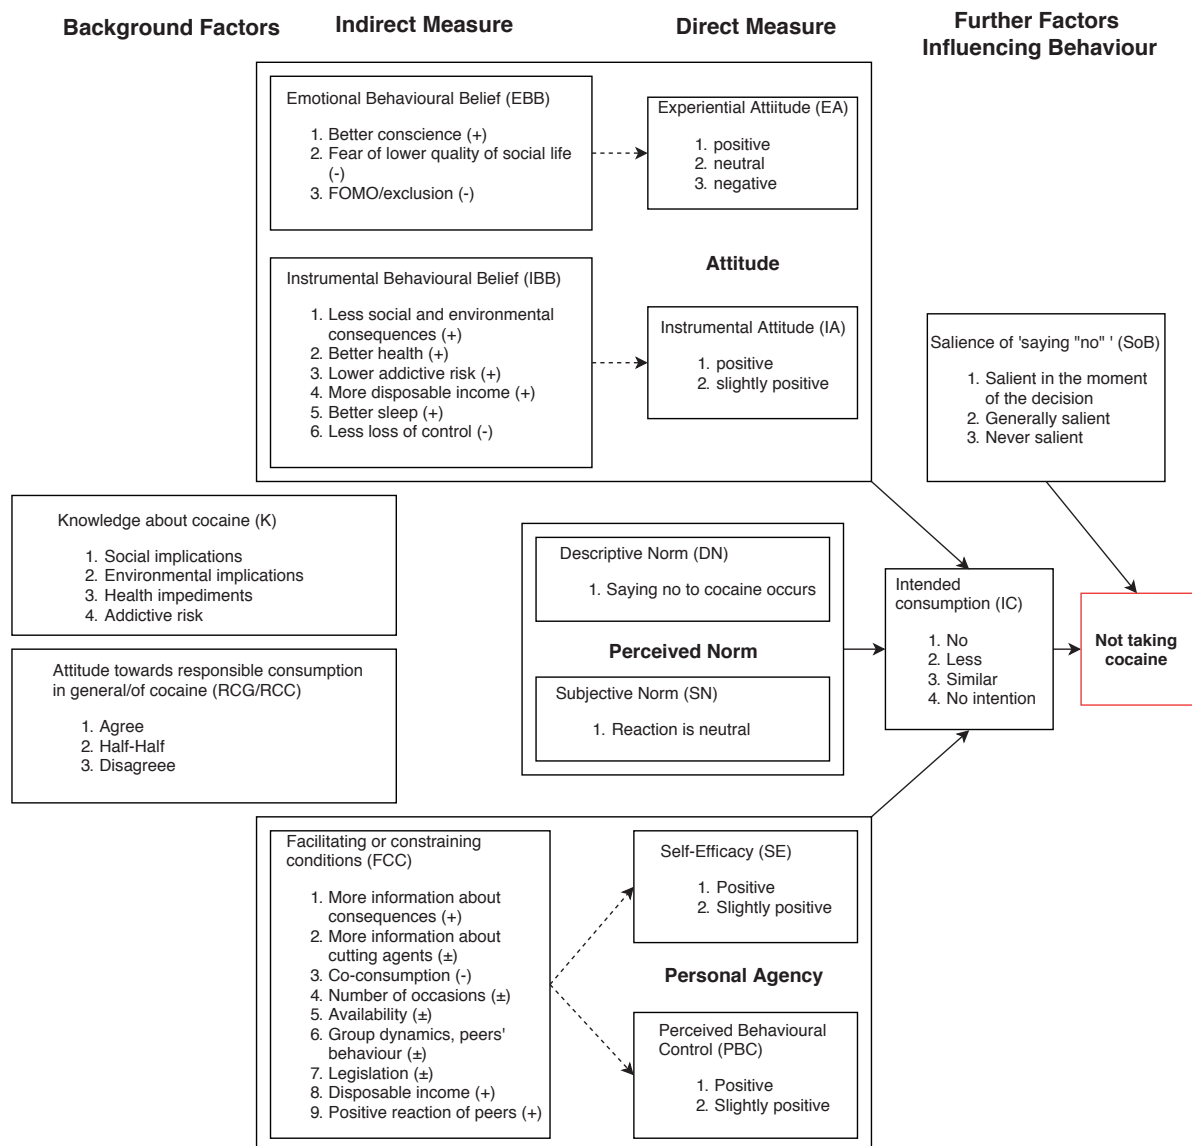 Background Factors
Indirect Measure
Direct Measure
Further Factors
Influencing Behaviour
Emotional Behavioural Belief (EBB)
1. Better conscience (+)
2. Fear of lower quality of social life
(-)
3. FOMO/exclusion (-)
Experiential Attiitude (EA)
1. positive
2. neutral
3. negative
Attitude
Instrumental Behavioural Belief (IBB)
1. Less social and environmental
consequences (+)
2. Better health (+)
3. Lower addictive risk (+)
4. More disposable income (+)
5. Better sleep (+)
6. Less loss of control (-)
Instrumental Attitude (IA)
1. positive
2. slightly positive
Salience of 'saying "no" ' (SoB)
1. Salient in the moment
of the decision
2. Generally salient
3. Never salient
Knowledge about cocaine (K)
1. Social implications
2. Environmental implications
3. Health impediments
4. Addictive risk
Attitude towards responsible consumption
in general/of cocaine (RCG/RCC)
1. Agree
2. Half-Half
3. Disagreee
Descriptive Norm (DN)
1. Saying no to cocaine occurs
Perceived Norm
Subjective Norm (SN)
1. Reaction is neutral
Intended
consumption (IC)
1. No
2. Less
3. Similar
4. No intention
Not taking
cocaine
Facilitating or constraining
conditions (FCC)
1. More information about
consequences (+)
2. More information about
cutting agents (±)
3. Co-consumption (-)
4. Number of occasions (±)
5. Availability (±)
6. Group dynamics, peers'
behaviour (±)
7. Legislation (±)
8. Disposable income (+)
9. Positive reaction of peers (+)
Self-Efficacy (SE)
1. Positive
2. Slightly positive
Personal Agency
Perceived Behavioural
Control (PBC)
1. Positive
2. Slightly positive